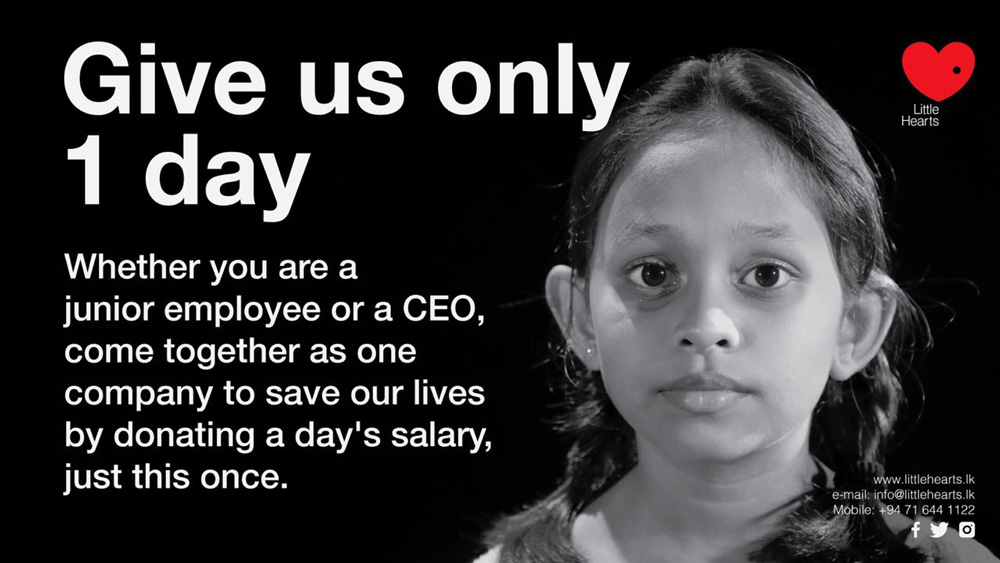 Give us only
1 day
Whether you are a
junior employee or a CEO,
come together as one
company to save our lives
by donating a day's salary,
just this once.
Little
Hearts
www.littlehearts.lk
e-mail: info@littlehearts.lk
Mobile: +94 71 644 1122